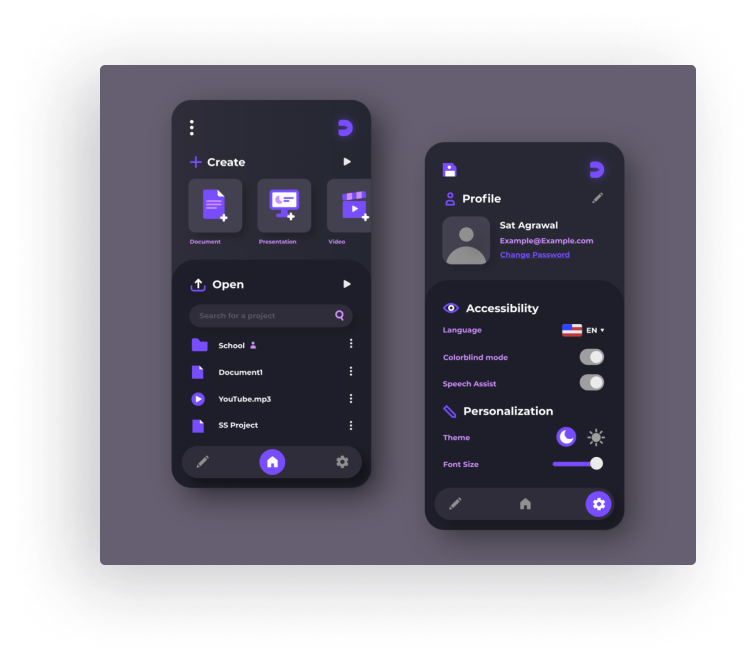 Create
Document
Presentation
Video
Open
Search for a project
School
Document1
YouTube.mp3
SS Project
Profile
Sat Agrawal
Example@Example.com
Change Password
Accessibility
Language
EN
Colorblind mode
Speech Assist
Personalization
Theme
Font Size